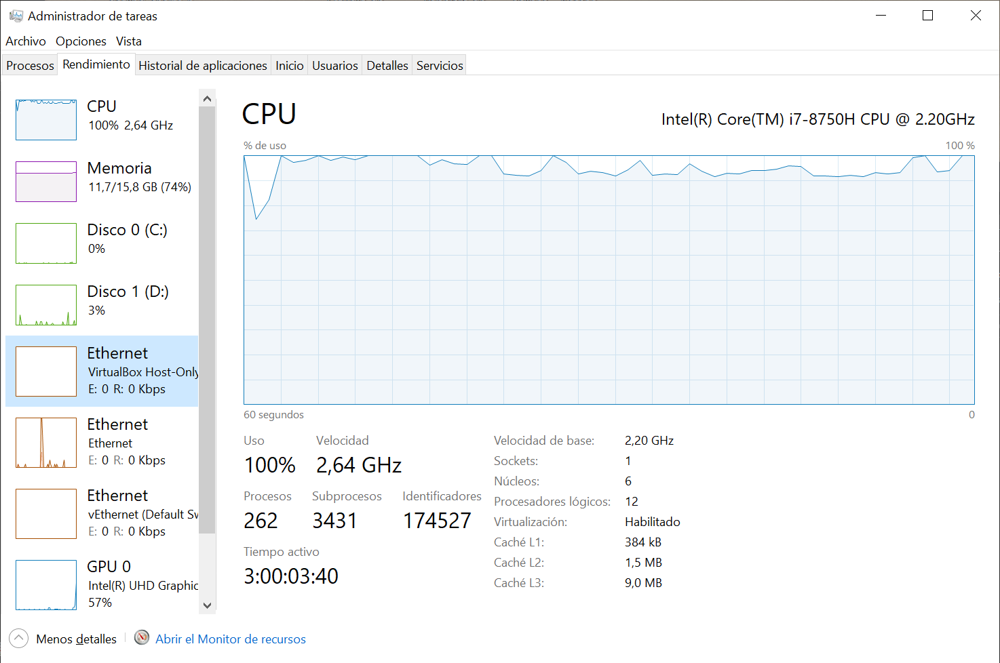 Administrador de tareas
Archivo Opciones Vista
Procesos Rendimiento Historial de aplicaciones Inicio Usuarios Detalles Servicios
CPU
100% 2,64 GHz
Memoria
11,7/15,8 GB (74%)
Disco 0 (C:)
0%
Disco 1 (D:)
3%
Ethernet
VirtualBox Host-Only
E: 0 R: 0 Kbps
Ethernet
Ethernet
E: 0 R: 0 Kbps
Ethernet
vEthernet (Default Sw
E: 0 R: 0 Kbps
GPU 0
Intel(R) UHD Graphic
57%
CPU
Intel(R) Core(TM) i7-8750H CPU @ 2.20GHz
% de uso 100 %
60 segundos 0
Uso Velocidad
100% 2,64 GHz
Procesos Subprocesos Identificadores
262 3431 174527
Tiempo activo
3:00:03:40
Velocidad de base: 2,20 GHz
Sockets: 1
Núcleos: 6
Procesadores lógicos: 12
Virtualización: Habilitado
Caché L1: 384 kB
Caché L2: 1,5 MB
Caché L3: 9,0 MB
Menos detalles Abrir el Monitor de recursos